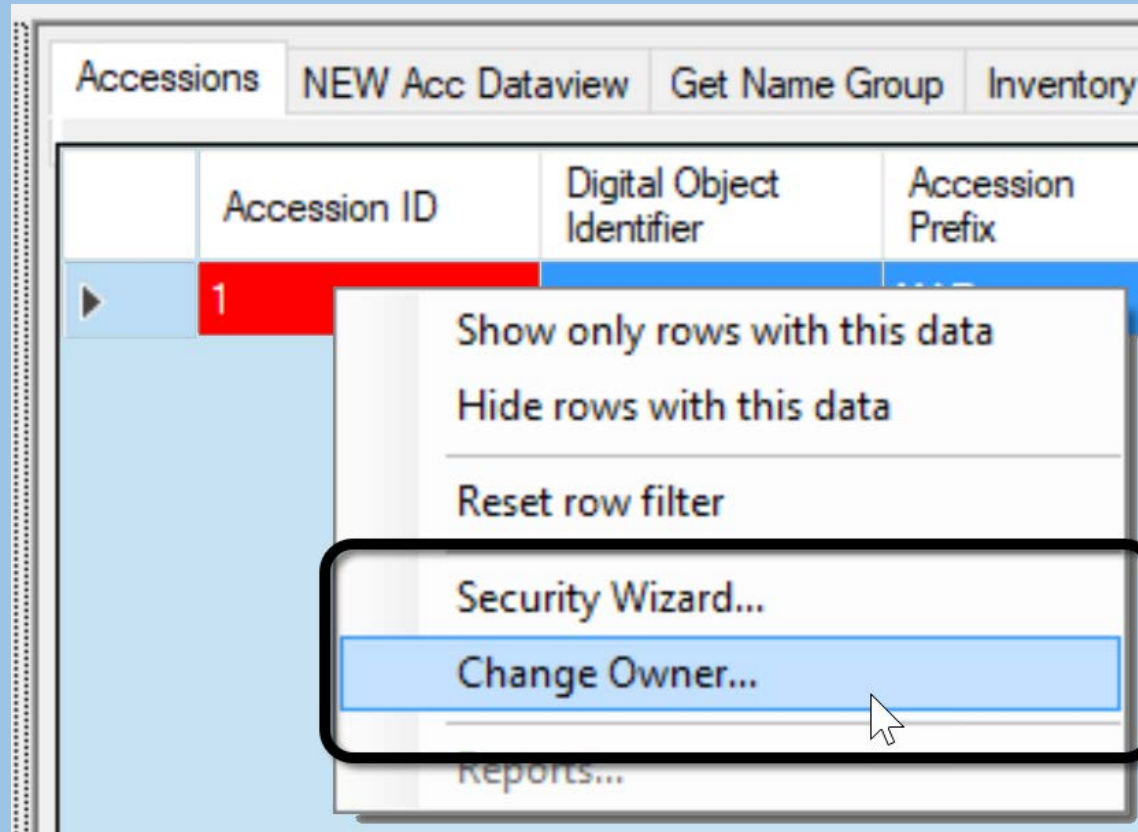 Accessions NEW Acc Dataview Get Name Group Inventory
Accession ID Digital Object Identifier Accession Prefix
1
Show only rows with this data
Hide rows with this data
Reset row filter
Security Wizard...
Change Owner...
Reports...